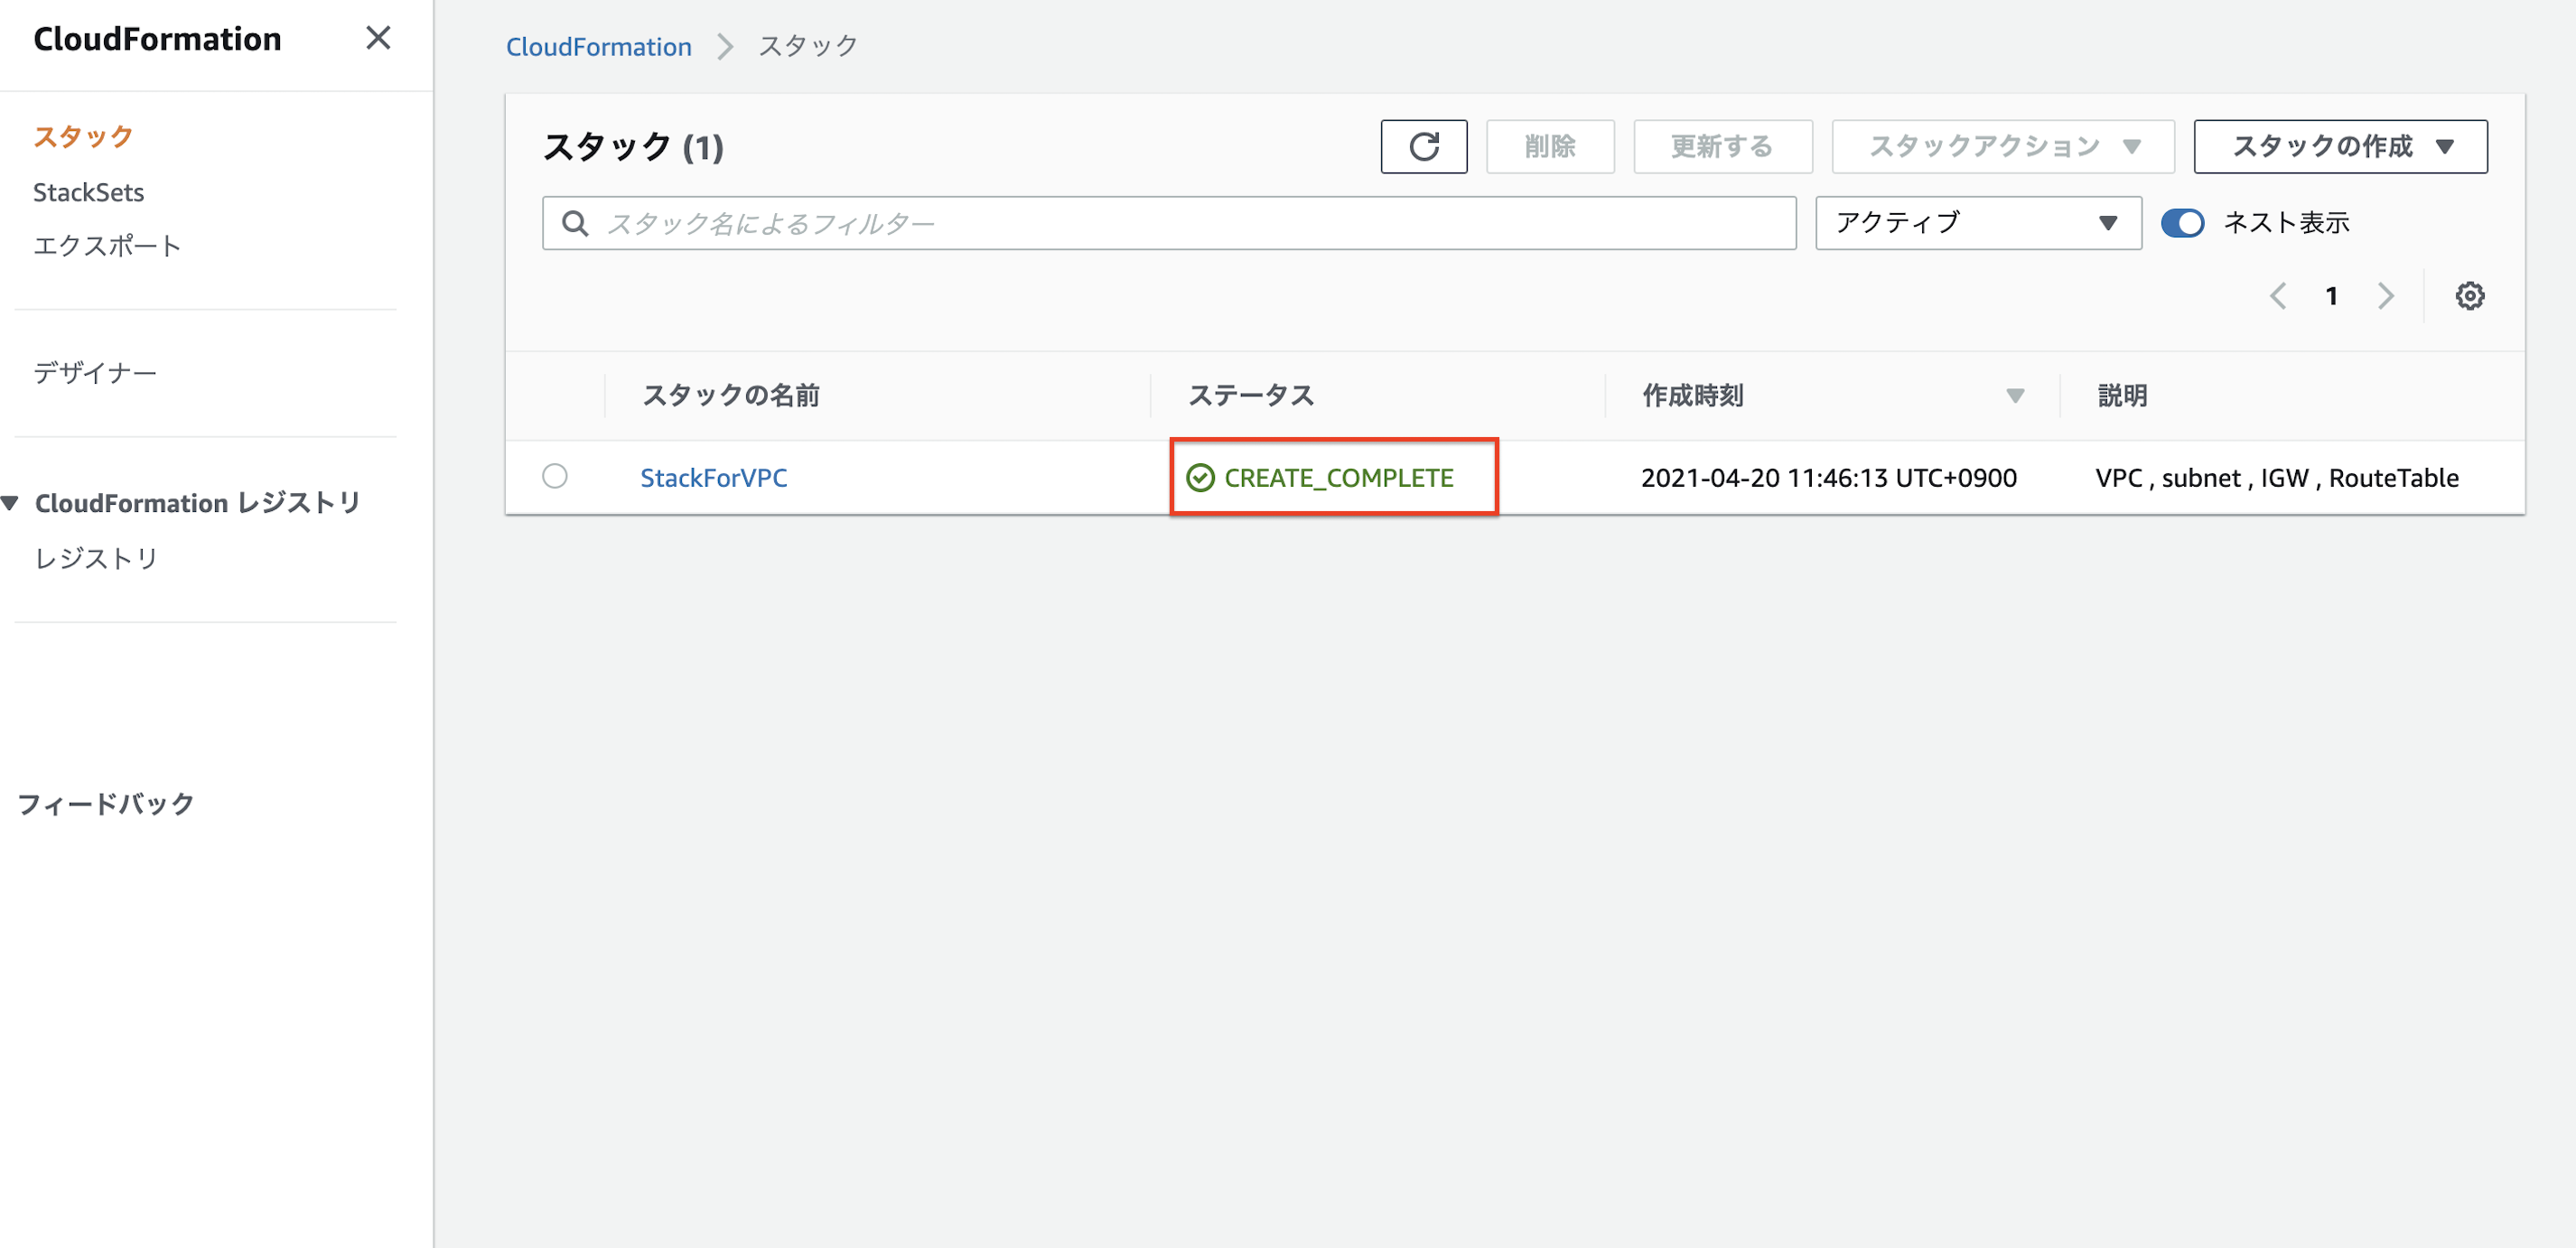 CloudFormation
スタック
StackSets
エクスポート
デザイナー
CloudFormation レジストリ
レジストリ
フィードバック
CloudFormation スタック
スタック (1)
削除
更新する
スタックアクション
スタックの作成
スタック名によるフィルター
アクティブ
ネスト表示
1
スタックの名前 ステータス 作成時刻 説明
StackForVPC CREATE_COMPLETE 2021-04-20 11:46:13 UTC+0900 VPC , subnet , IGW , RouteTable